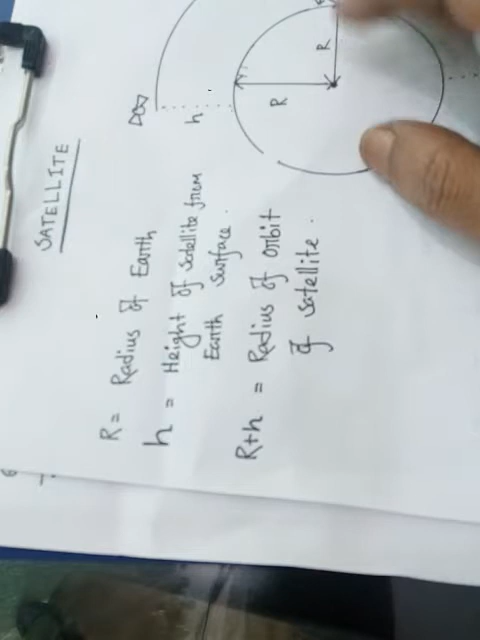 SATELLITE
R
R
h
R = Radius of Earth
h = Height of satellite from
Earth surface.
R+h = Radius of orbit
of satellite.